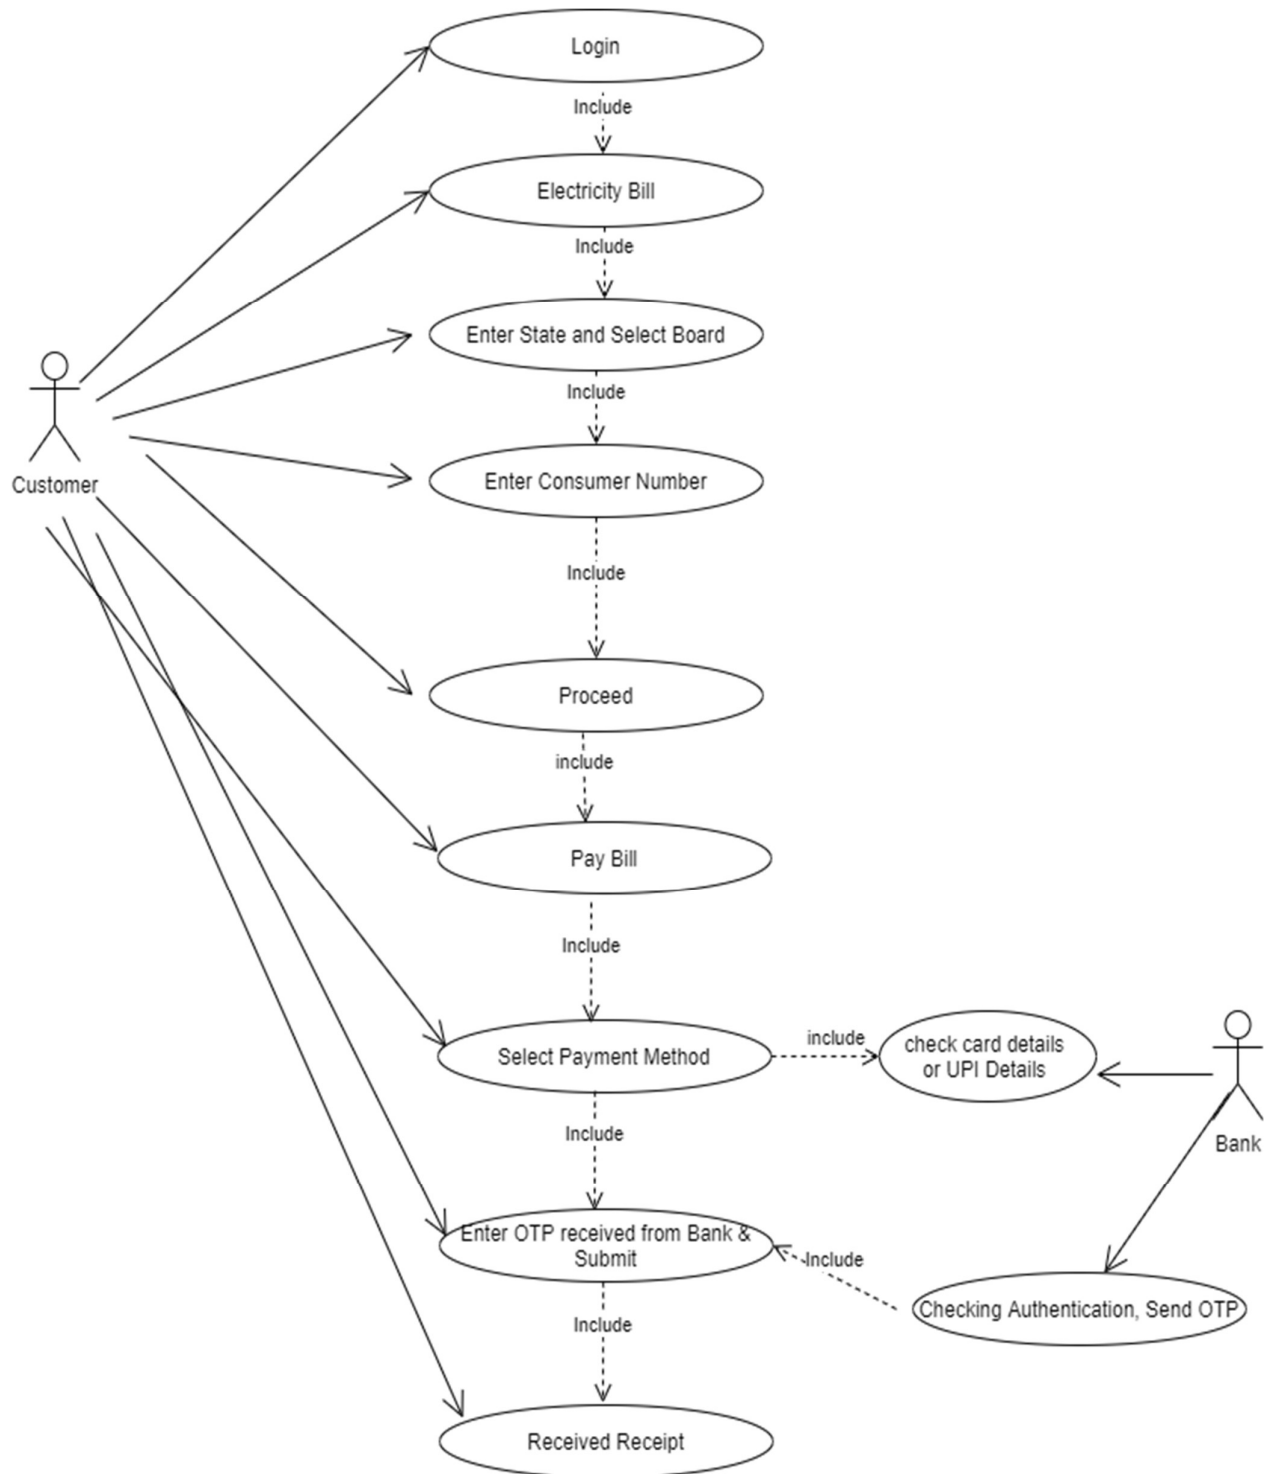 Login
Include
Electricity Bill
Include
Enter State and Select Board
Include
Enter Consumer Number
Customer
Include
Proceed
include
Pay Bill
Include
Select Payment Method
include
check card details
or UPI Details
Bank
Include
Enter OTP received from Bank &
Submit
Include
Checking Authentication, Send OTP
Include
Received Receipt